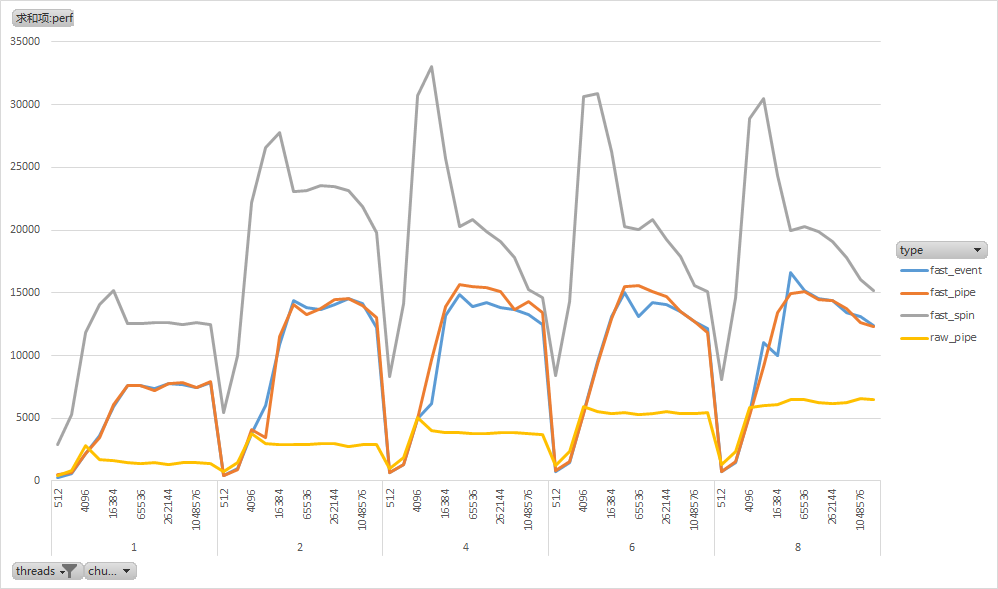 求和项:perf
35000
30000
25000
20000
15000
10000
5000
0
type
fast_event
fast_pipe
fast_spin
raw_pipe
512 4096 16384 65536 262144 1048576 512 4096 16384 65536 262144 1048576 512 4096 16384 65536 262144 1048576 512 4096 16384 65536 262144 1048576 512 4096 16384 65536 262144 1048576
1 2 4 6 8
threads chu...